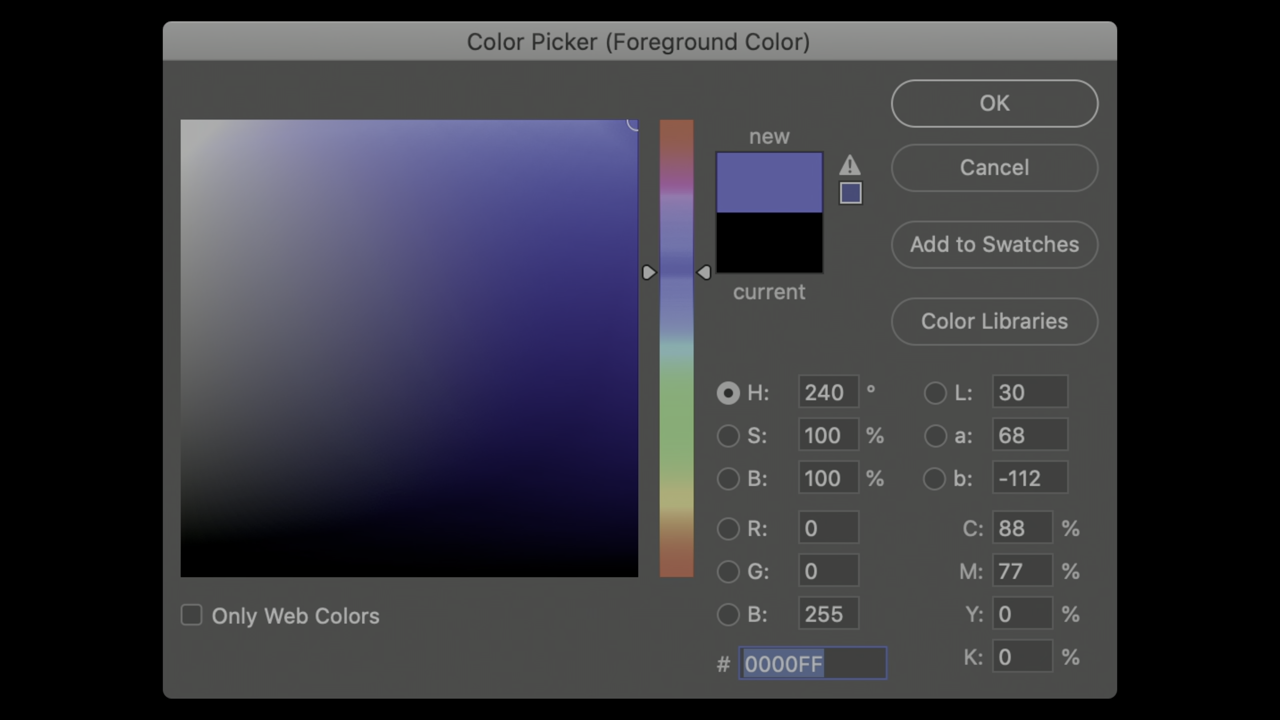 Color Picker (Foreground Color)
new
current
OK
Cancel
Add to Swatches
Color Libraries
H: 240 °
S: 100 %
B: 100 %
R: 0
G: 0
B: 255
# 0000FF
L: 30
a: 68
b: -112
C: 88 %
M: 77 %
Y: 0 %
K: 0 %
Only Web Colors